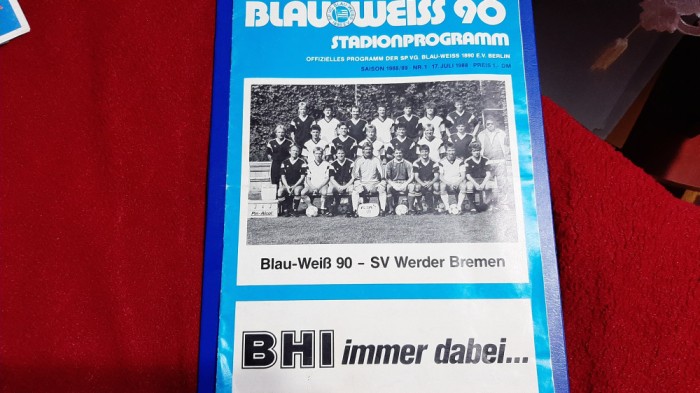 BLAU WEISS 90
STADIONPROGRAMM
OFFIZIELLES PROGRAMM DER SP.VG. BLAU-WEISS 1890 E.V. BERLIN
SAISON 1988/89 · NR. 1 · 17. JULI 1988 · PREIS 1,- DM
Blau-Weiß 90 – SV Werder Bremen
BHI immer dabei...